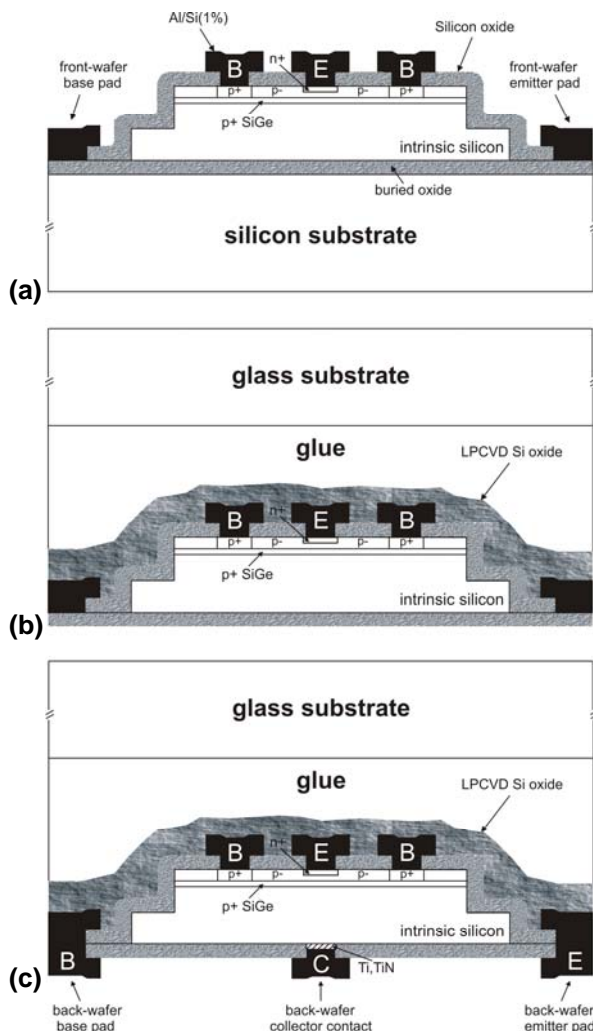 Al/Si(1%)
Silicon oxide
front-wafer
base pad
n+
front-wafer
emitter pad
B
E
B
p+
p-
p-
p+
p+ SiGe
intrinsic silicon
buried oxide
silicon substrate
(a)
glass substrate
glue
LPCVD Si oxide
B
E
B
n+
p+
p-
p-
p+
p+ SiGe
intrinsic silicon
(b)
glass substrate
glue
LPCVD Si oxide
B
E
B
n+
p+
p-
p-
p+
p+ SiGe
intrinsic silicon
B
C
E
Ti,TiN
(c)
back-wafer
base pad
back-wafer
collector contact
back-wafer
emitter pad